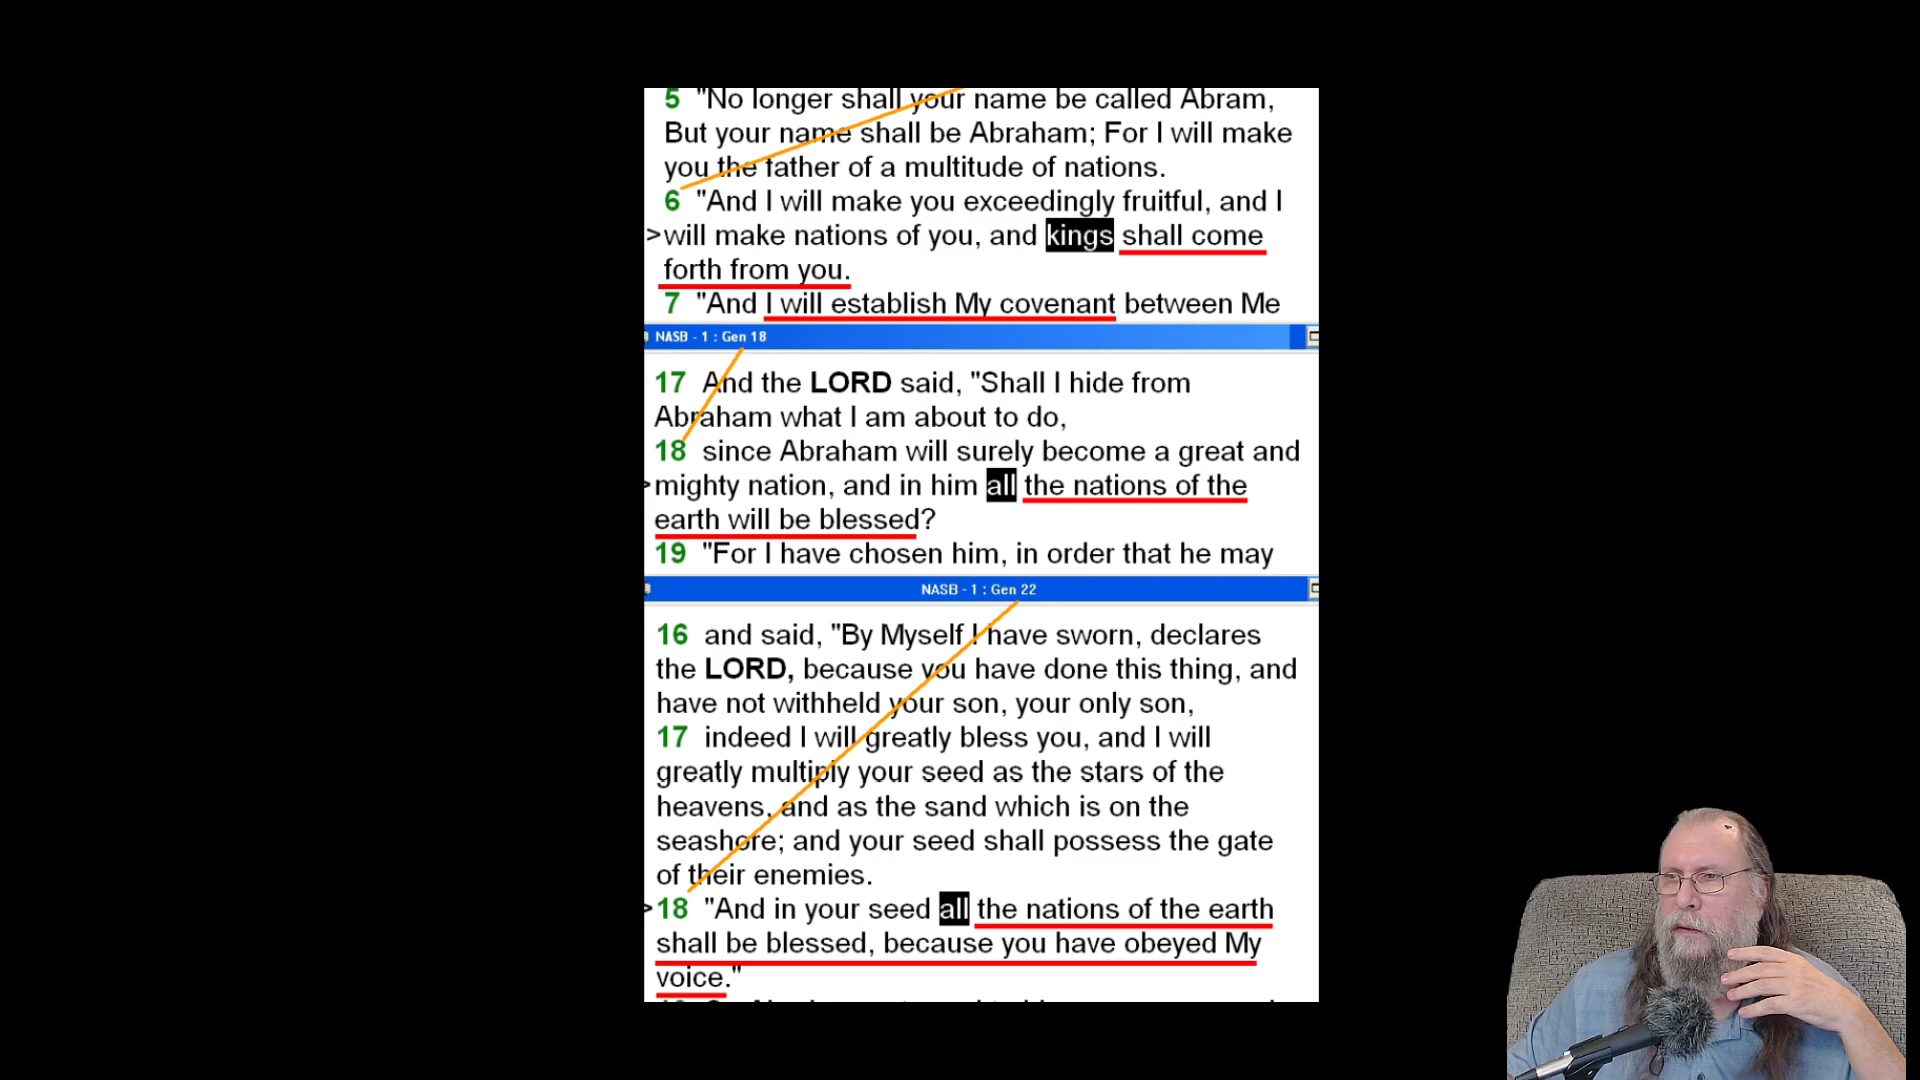 5 "No longer shall your name be called Abram,
But your name shall be Abraham; For I will make
you the father of a multitude of nations.
6 "And I will make you exceedingly fruitful, and I
>will make nations of you, and kings shall come
forth from you.
7 "And I will establish My covenant between Me
NASB - 1 : Gen 18
17 And the LORD said, "Shall I hide from
Abraham what I am about to do,
18 since Abraham will surely become a great and
>mighty nation, and in him all the nations of the
earth will be blessed?
19 "For I have chosen him, in order that he may
NASB - 1 : Gen 22
16 and said, "By Myself I have sworn, declares
the LORD, because you have done this thing, and
have not withheld your son, your only son,
17 indeed I will greatly bless you, and I will
greatly multiply your seed as the stars of the
heavens, and as the sand which is on the
seashore; and your seed shall possess the gate
of their enemies.
>18 "And in your seed all the nations of the earth
shall be blessed, because you have obeyed My
voice."